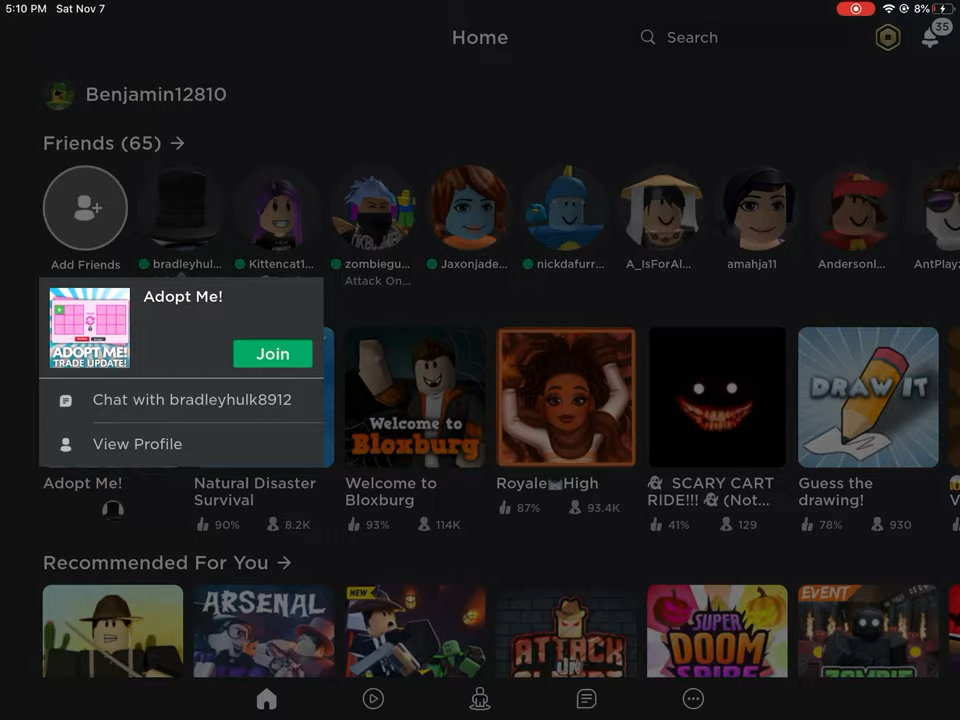 5:10 PM Sat Nov 7
8%
Home
Search
35
Benjamin12810
Friends (65) →
Add Friends
bradleyhul...
Kittencat1...
zombiegu...
Attack On...
Jaxonjade...
nickdafurr...
A_IsForAl...
amahja11
Andersonl...
AntPlay
Adopt Me!
ADOPT ME!
TRADE UPDATE!
Join
Chat with bradleyhulk8912
View Profile
Welcome to
Bloxburg
DRAW IT
Adopt Me!
Natural Disaster
Survival
90% 8.2K
Welcome to
Bloxburg
93% 114K
Royale High
87% 93.4K
SCARY CART
RIDE!!! (Not...
41% 129
Guess the
drawing!
78% 930
Recommended For You →
ARSENAL
NEW
ATTACK
SUPER
DOOM
SPIRE
EVENT
ZOMBIE